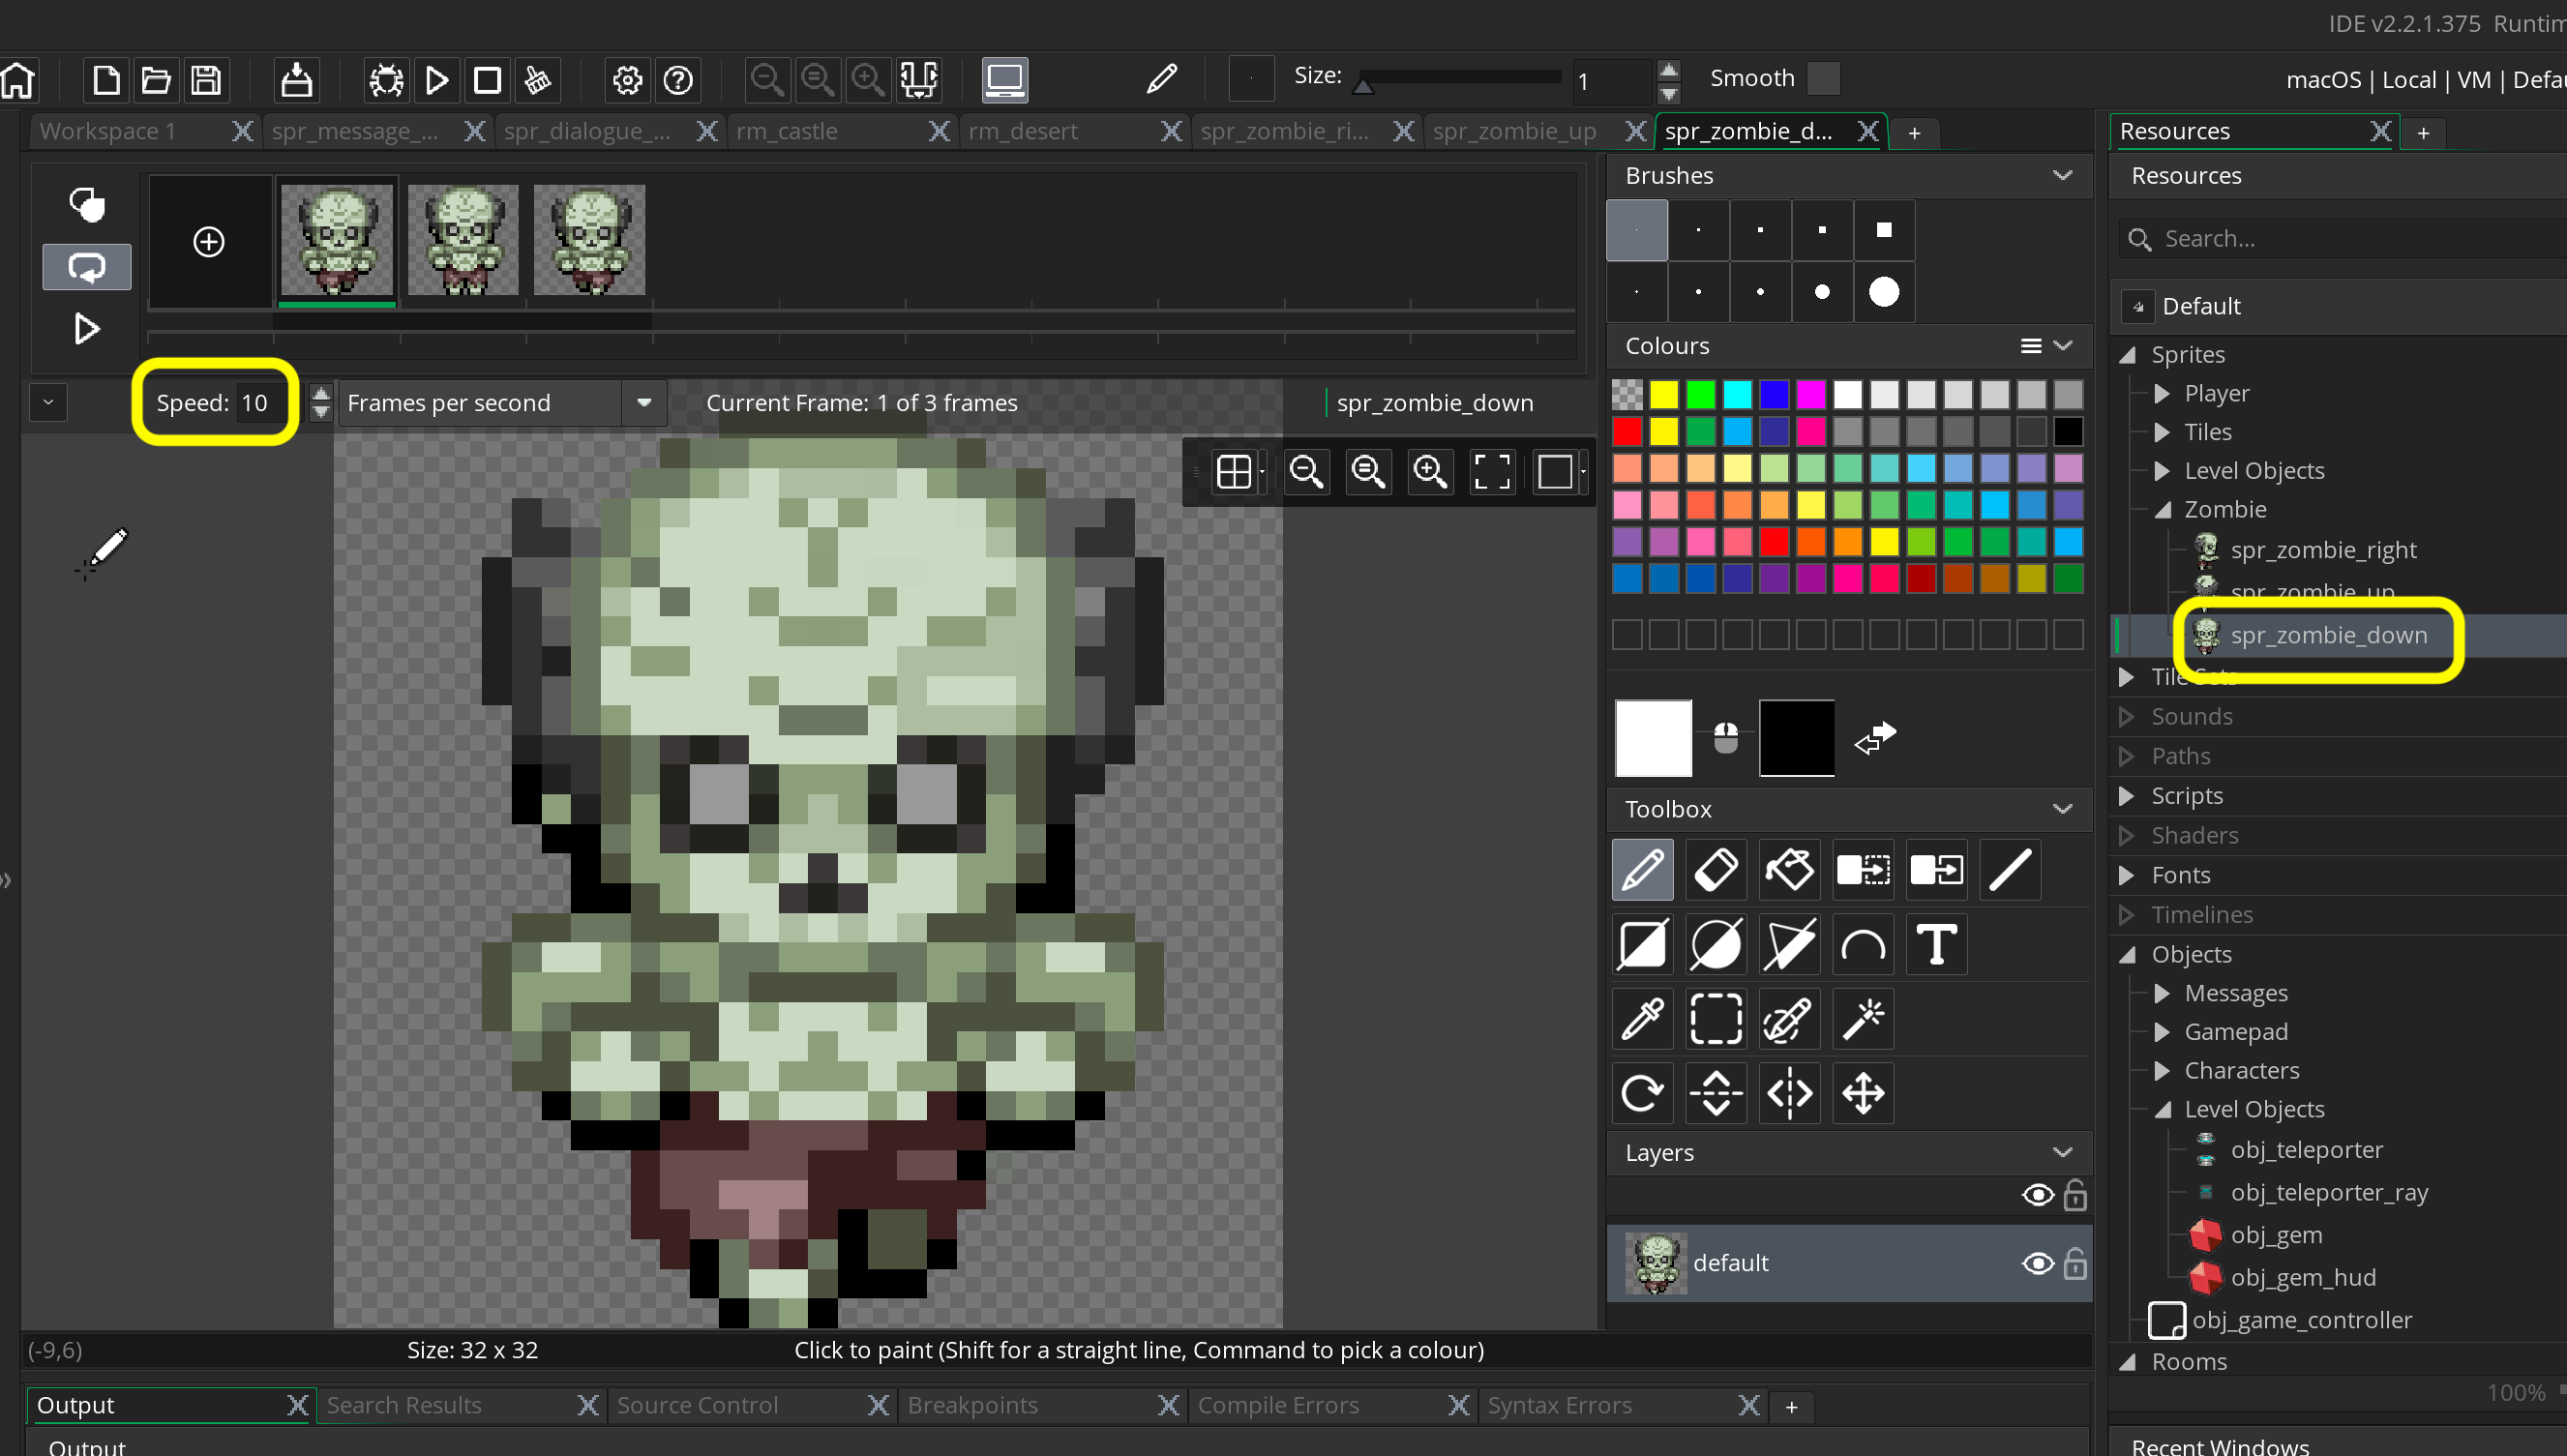 IDE v2.2.1.375 Runtim
Size: 1 Smooth
macOS | Local | VM | Defau
Workspace 1
spr_message_...
spr_dialogue_...
rm_castle
rm_desert
spr_zombie_ri...
spr_zombie_up
spr_zombie_d...
+
Resources
+
Brushes
Resources
Search...
Default
Colours
Sprites
Player
Tiles
Level Objects
Zombie
spr_zombie_right
spr_zombie_up
spr_zombie_down
Tile Sets
Sounds
Paths
Scripts
Shaders
Fonts
Timelines
Objects
Messages
Gamepad
Characters
Level Objects
obj_teleporter
obj_teleporter_ray
obj_gem
obj_gem_hud
obj_game_controller
Rooms
100%
Speed: 10
Frames per second
Current Frame: 1 of 3 frames
spr_zombie_down
Toolbox
T
Layers
default
(-9,6)
Size: 32 x 32
Click to paint (Shift for a straight line, Command to pick a colour)
Output
Search Results
Source Control
Breakpoints
Compile Errors
Syntax Errors
+
Output
Recent Windows